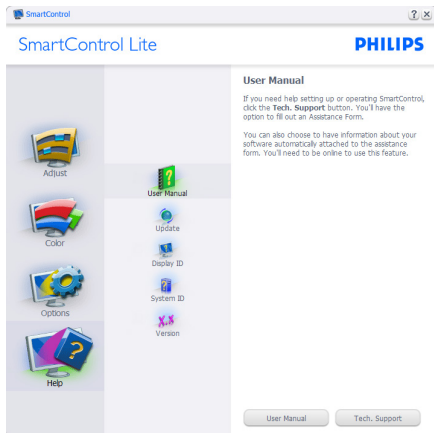 SmartControl
? X
SmartControl Lite
PHILIPS
Adjust
Color
Options
Help
User Manual
Update
Display ID
System ID
X.X
Version
User Manual
If you need help setting up or operating SmartControl,
click the Tech. Support button. You'll have the
option to fill out an Assistance Form.
You can also choose to have information about your
software automatically attached to the assistance
form. You'll need to be online to use this feature.
User Manual
Tech. Support